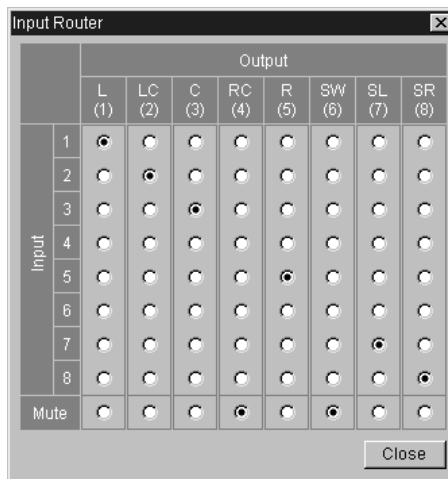 Input Router
Output
L LC C RC R SW SL SR
(1) (2) (3) (4) (5) (6) (7) (8)
Input
1
2
3
4
5
6
7
8
Mute
Close